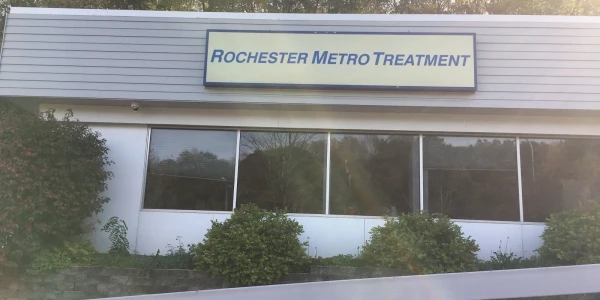 ROCHESTER METRO TREATMENT